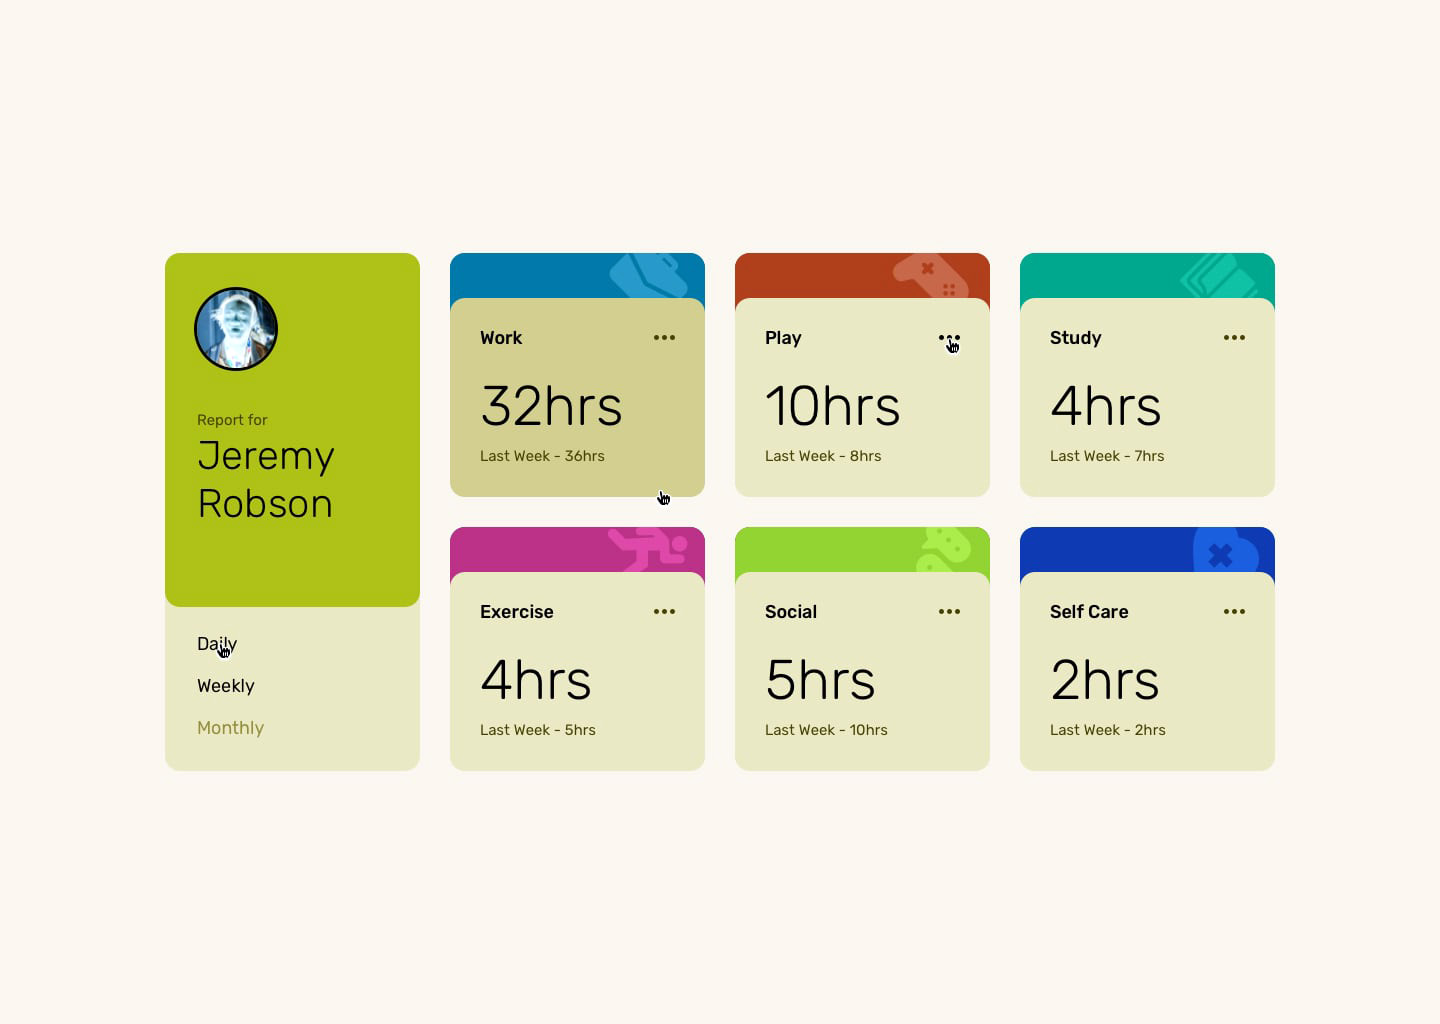 Report for
Jeremy
Robson
Daily
Weekly
Monthly
Work
32hrs
Last Week - 36hrs
Play
10hrs
Last Week - 8hrs
Study
4hrs
Last Week - 7hrs
Exercise
4hrs
Last Week - 5hrs
Social
5hrs
Last Week - 10hrs
Self Care
2hrs
Last Week - 2hrs